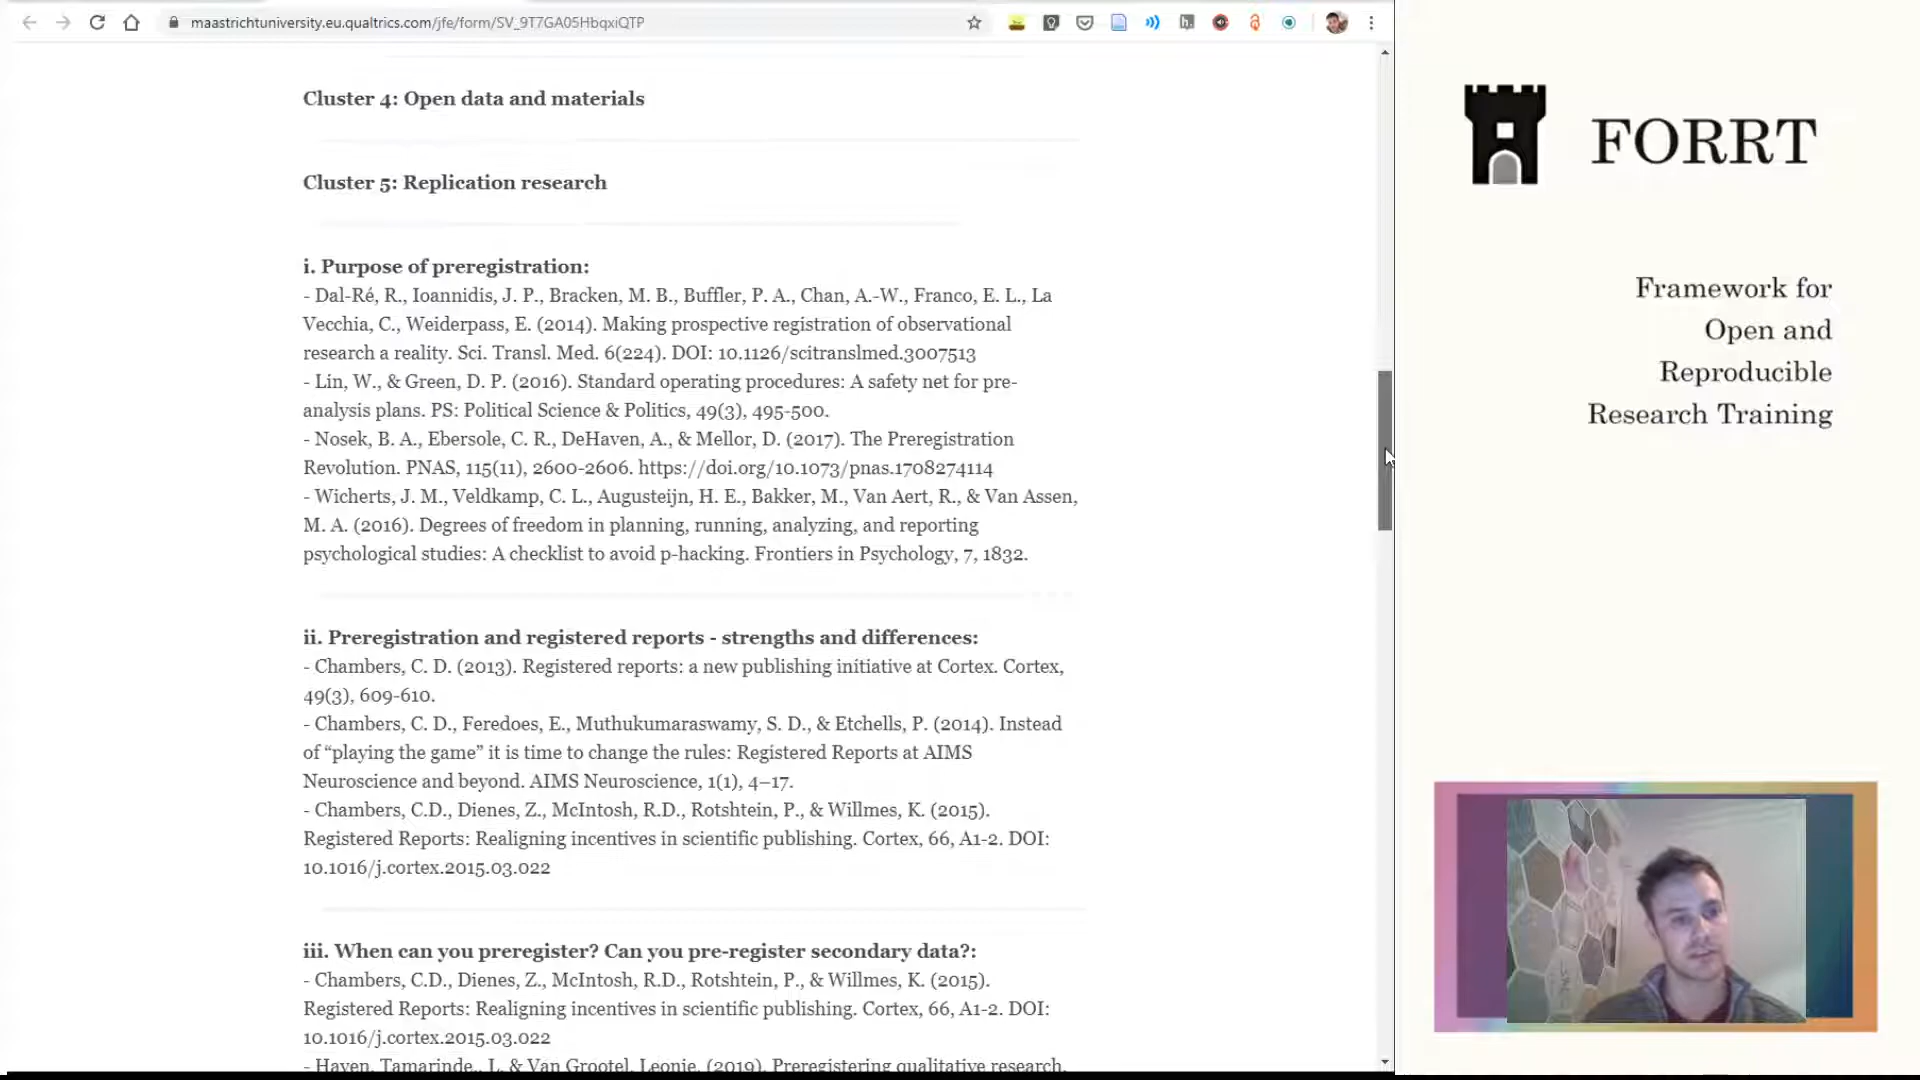 maastrichtuniversity.eu.qualtrics.com/jfe/form/SV_9T7GA05HbqxiQTP
Cluster 4: Open data and materials
Cluster 5: Replication research
i. Purpose of preregistration:
- Dal-Ré, R., Ioannidis, J. P., Bracken, M. B., Buffler, P. A., Chan, A.-W., Franco, E. L., La
Vecchia, C., Weiderpass, E. (2014). Making prospective registration of observational
research a reality. Sci. Transl. Med. 6(224). DOI: 10.1126/scitranslmed.3007513
- Lin, W., & Green, D. P. (2016). Standard operating procedures: A safety net for pre-
analysis plans. PS: Political Science & Politics, 49(3), 495-500.
- Nosek, B. A., Ebersole, C. R., DeHaven, A., & Mellor, D. (2017). The Preregistration
Revolution. PNAS, 115(11), 2600-2606. https://doi.org/10.1073/pnas.1708274114
- Wicherts, J. M., Veldkamp, C. L., Augusteijn, H. E., Bakker, M., Van Aert, R., & Van Assen,
M. A. (2016). Degrees of freedom in planning, running, analyzing, and reporting
psychological studies: A checklist to avoid p-hacking. Frontiers in Psychology, 7, 1832.
ii. Preregistration and registered reports - strengths and differences:
- Chambers, C. D. (2013). Registered reports: a new publishing initiative at Cortex. Cortex,
49(3), 609-610.
- Chambers, C. D., Feredoes, E., Muthukumaraswamy, S. D., & Etchells, P. (2014). Instead
of “playing the game” it is time to change the rules: Registered Reports at AIMS
Neuroscience and beyond. AIMS Neuroscience, 1(1), 4–17.
- Chambers, C.D., Dienes, Z., McIntosh, R.D., Rotshtein, P., & Willmes, K. (2015).
Registered Reports: Realigning incentives in scientific publishing. Cortex, 66, A1-2. DOI:
10.1016/j.cortex.2015.03.022
iii. When can you preregister? Can you pre-register secondary data?:
- Chambers, C.D., Dienes, Z., McIntosh, R.D., Rotshtein, P., & Willmes, K. (2015).
Registered Reports: Realigning incentives in scientific publishing. Cortex, 66, A1-2. DOI:
10.1016/j.cortex.2015.03.022
- Haven, Tamarinde,. L & Van Grootel, Leonie. (2019). Preregistering qualitative research.
FORRT
Framework for
Open and
Reproducible
Research Training